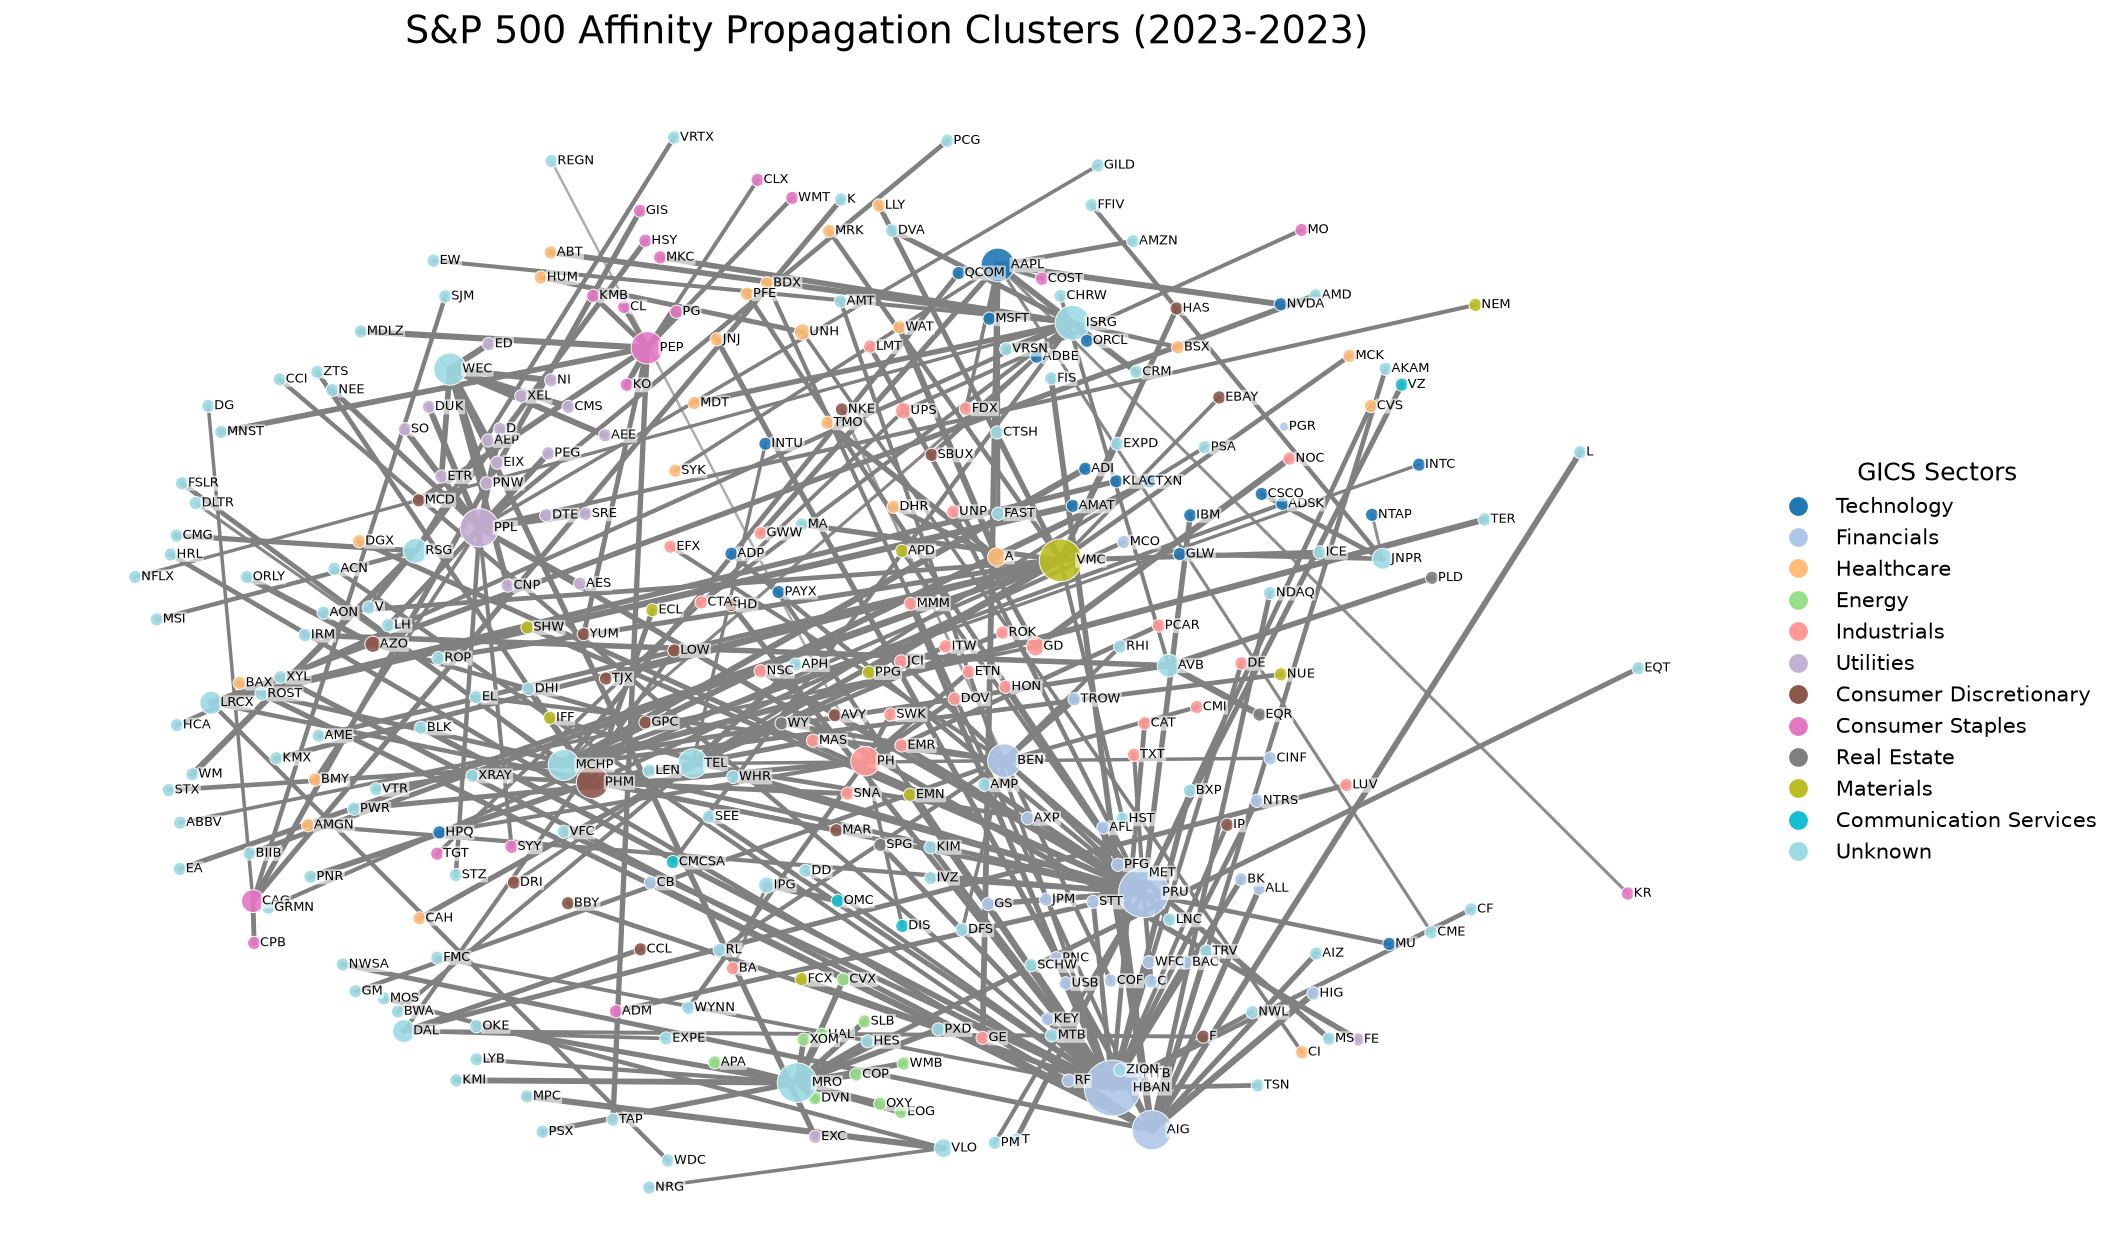 S&P 500 Affinity Propagation Clusters (2023-2023)
VRTX
PCG
REGN
GILD
CLX
WMT
K
LLY
FFIV
GIS
MRK
DVA
MO
HSY
AMZN
ABT
MKC
EW
AAPL
HUM
QCOM
COST
BDX
PFE
KMB
SJM
CL
AMT
CHRW
AMD
NVDA
NEM
HAS
PG
MSFT
ISRG
MDLZ
UNH
WAT
JNJ
ORCL
ED
PEP
LMT
VRSN
BSX
ADBE
MCK
WEC
AKAM
ZTS
CRM
CCI
NI
FIS
KO
VZ
NEE
XEL
EBAY
MDT
DG
DUK
CMS
NKE
UPS
FDX
CVS
TMO
PGR
MNST
SO
D
AEE
CTSH
AEP
INTU
EXPD
PSA
PEG
SBUX
L
EIX
NOC
INTC
SYK
ADI
ETR
FSLR
PNW
KLAC
TXN
DLTR
MCD
CSCO
ADSK
DHR
AMAT
DTE
SRE
UNP
FAST
IBM
NTAP
TER
PPL
MA
CMG
GWW
DGX
EFX
MCO
RSG
APD
ICE
HRL
ADP
A
VMC
GLW
JNPR
ACN
NFLX
ORLY
PLD
CNP
AES
PAYX
NDAQ
CTAS
HD
MMM
AON
V
ECL
MSI
LH
SHW
PCAR
IRM
YUM
ROK
AZO
ITW
GD
RHI
LOW
ROP
JCI
DE
APH
AVB
EQT
NSC
PPG
ETN
NUE
XYL
TJX
BAX
DHI
HON
ROST
EL
DOV
TROW
LRCX
CMI
IFF
AVY
SWK
EQR
HCA
GPC
WY
CAT
BLK
AME
MAS
EMR
TXT
KMX
CINF
MCHP
TEL
PH
BEN
WM
LEN
XRAY
BMY
PHM
WHR
AMP
LUV
STX
VTR
BXP
SNA
EMN
NTRS
PWR
SEE
AXP
HST
ABBV
AMGN
AFL
IP
HPQ
VFC
MAR
SPG
KIM
TGT
SYY
BIIB
CMCSA
PFG
EA
PNR
STZ
DD
MET
DRI
CB
IPG
IVZ
BK
ALL
PRU
KR
CAG
BBY
OMC
GS
JPM
STT
GRMN
CF
CAH
LNC
DIS
DFS
CME
CPB
MU
CCL
RL
TRV
AIZ
FMC
PNC
NWSA
BA
SCHW
WFC
BAC
FCX
CVX
COF
C
USB
GM
HIG
MOS
WYNN
BWA
ADM
NWL
SLB
KEY
OKE
DAL
PXD
HAL
MTB
EXPE
XOM
HES
GE
F
MS
FE
CI
LYB
APA
WMB
ZION
COP
KMI
MRO
RF
HBAN
TSN
MPC
DVN
OXY
EOG
TAP
PSX
EXC
AIG
PM
T
VLO
WDC
NRG
GICS Sectors
Technology
Financials
Healthcare
Energy
Industrials
Utilities
Consumer Discretionary
Consumer Staples
Real Estate
Materials
Communication Services
Unknown